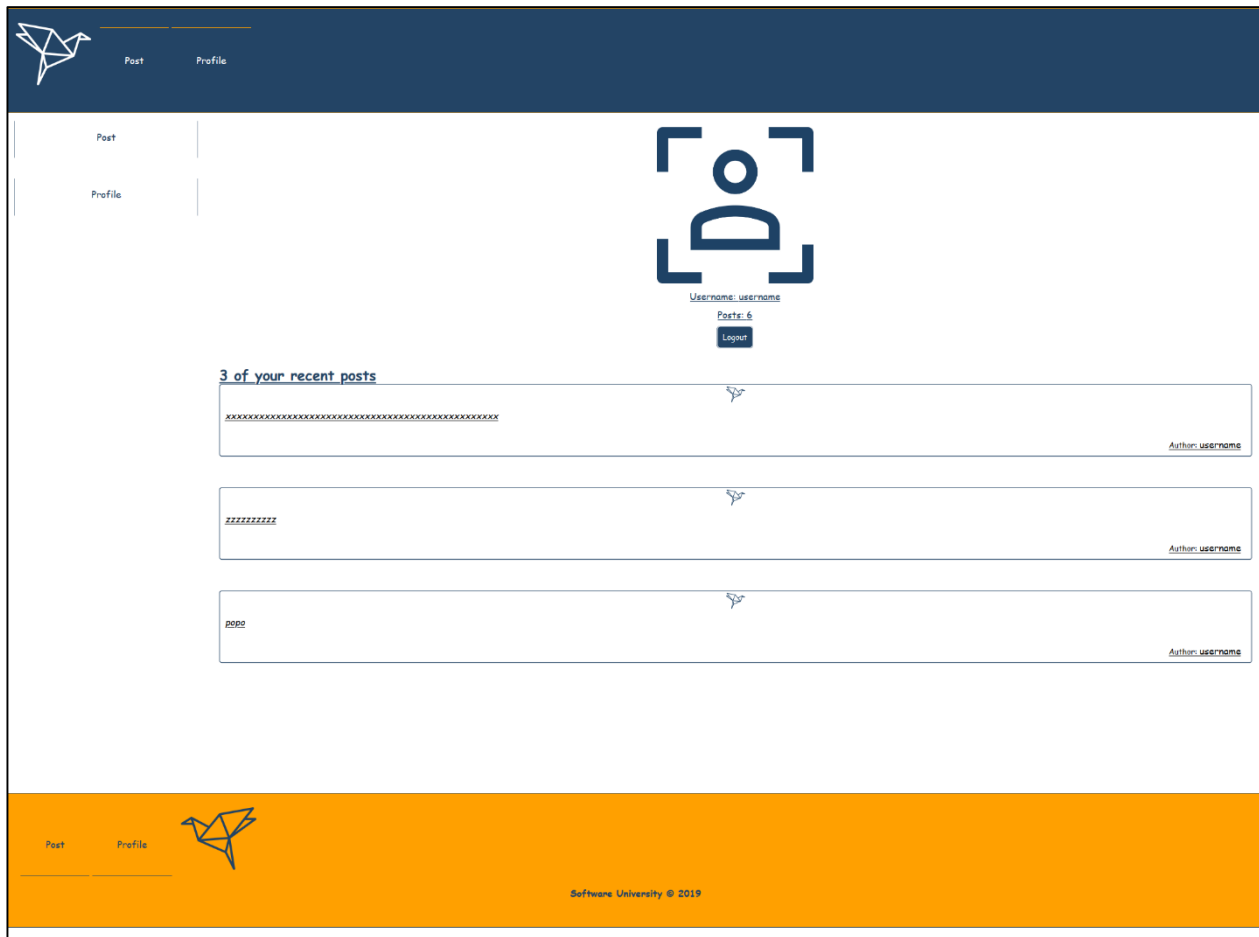 Post Profile
Post
Profile
Username: username
Posts: 6
Logout
3 of your recent posts
Author: username
zzzzzzzzzz
Author: username
popo
Author: username
Post Profile
Software University © 2019